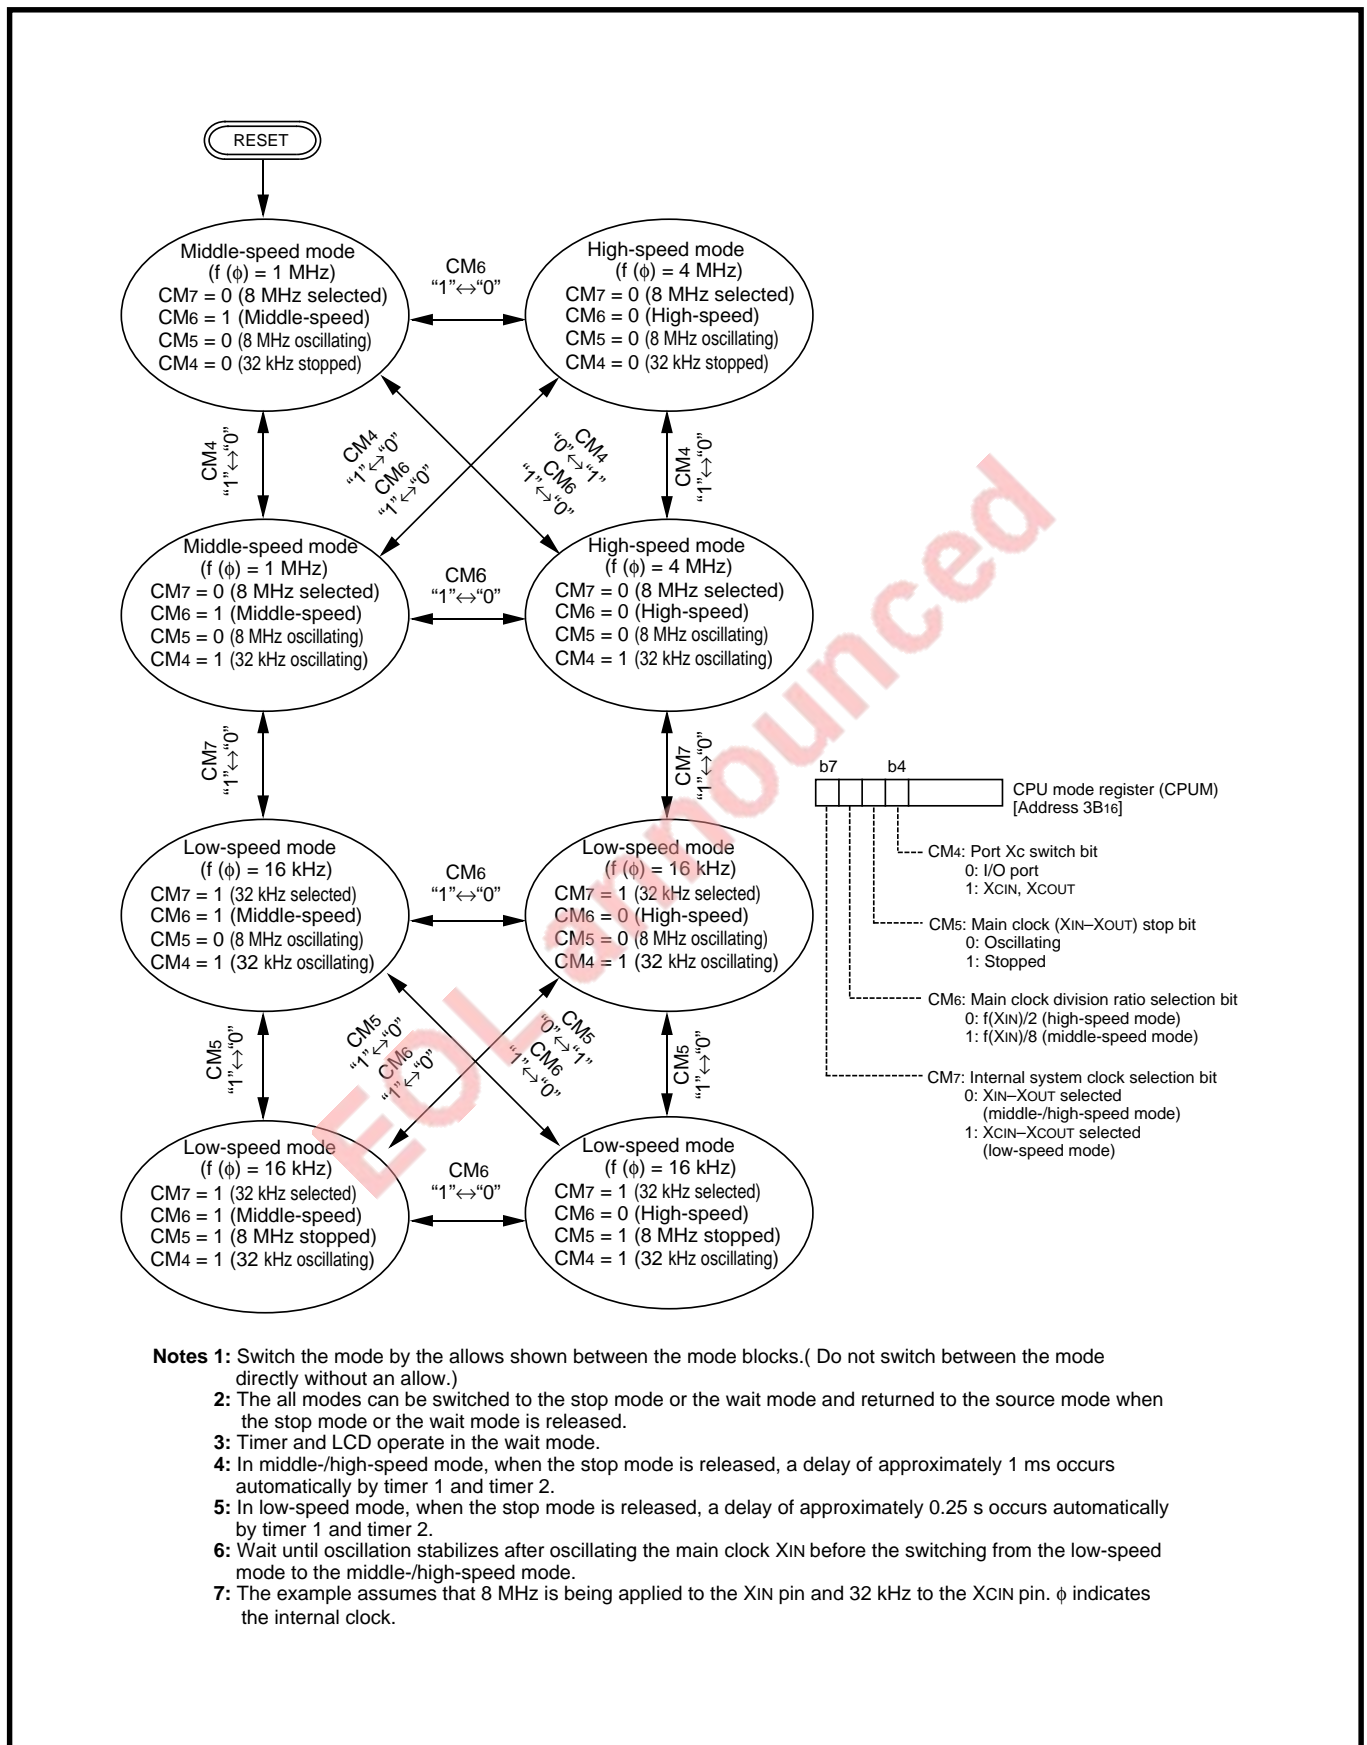 RESET
Middle-speed mode
(f (ϕ) = 1 MHz)
CM7 = 0 (8 MHz selected)
CM6 = 1 (Middle-speed)
CM5 = 0 (8 MHz oscillating)
CM4 = 0 (32 kHz stopped)
CM6
“1”↔“0”
High-speed mode
(f (ϕ) = 4 MHz)
CM7 = 0 (8 MHz selected)
CM6 = 0 (High-speed)
CM5 = 0 (8 MHz oscillating)
CM4 = 0 (32 kHz stopped)
CM4
“1”↔“0”
CM4
“1”↔“0”
CM6
“1”↔“0”
CM4
“0”↔“1”
CM6
“1”↔“0”
CM4
“1”↔“0”
Middle-speed mode
(f (ϕ) = 1 MHz)
CM7 = 0 (8 MHz selected)
CM6 = 1 (Middle-speed)
CM5 = 0 (8 MHz oscillating)
CM4 = 1 (32 kHz oscillating)
CM6
“1”↔“0”
High-speed mode
(f (ϕ) = 4 MHz)
CM7 = 0 (8 MHz selected)
CM6 = 0 (High-speed)
CM5 = 0 (8 MHz oscillating)
CM4 = 1 (32 kHz oscillating)
CM7
“1”↔“0”
CM7
“1”↔“0”
Low-speed mode
(f (ϕ) = 16 kHz)
CM7 = 1 (32 kHz selected)
CM6 = 1 (Middle-speed)
CM5 = 0 (8 MHz oscillating)
CM4 = 1 (32 kHz oscillating)
CM6
“1”↔“0”
Low-speed mode
(f (ϕ) = 16 kHz)
CM7 = 1 (32 kHz selected)
CM6 = 0 (High-speed)
CM5 = 0 (8 MHz oscillating)
CM4 = 1 (32 kHz oscillating)
CM5
“1”↔“0”
CM5
“1”↔“0”
CM6
“1”↔“0”
CM5
“0”↔“1”
CM6
“1”↔“0”
CM5
“1”↔“0”
Low-speed mode
(f (ϕ) = 16 kHz)
CM7 = 1 (32 kHz selected)
CM6 = 1 (Middle-speed)
CM5 = 1 (8 MHz stopped)
CM4 = 1 (32 kHz oscillating)
CM6
“1”↔“0”
Low-speed mode
(f (ϕ) = 16 kHz)
CM7 = 1 (32 kHz selected)
CM6 = 0 (High-speed)
CM5 = 1 (8 MHz stopped)
CM4 = 1 (32 kHz oscillating)
b7 b4
CPU mode register (CPUM)
[Address 3B16]
CM4: Port Xc switch bit
0: I/O port
1: XCIN, XCOUT
CM5: Main clock (XIN–XOUT) stop bit
0: Oscillating
1: Stopped
CM6: Main clock division ratio selection bit
0: f(XIN)/2 (high-speed mode)
1: f(XIN)/8 (middle-speed mode)
CM7: Internal system clock selection bit
0: XIN–XOUT selected
(middle-/high-speed mode)
1: XCIN–XCOUT selected
(low-speed mode)
EOL announced
Notes 1: Switch the mode by the allows shown between the mode blocks.( Do not switch between the mode
directly without an allow.)
2: The all modes can be switched to the stop mode or the wait mode and returned to the source mode when
the stop mode or the wait mode is released.
3: Timer and LCD operate in the wait mode.
4: In middle-/high-speed mode, when the stop mode is released, a delay of approximately 1 ms occurs
automatically by timer 1 and timer 2.
5: In low-speed mode, when the stop mode is released, a delay of approximately 0.25 s occurs automatically
by timer 1 and timer 2.
6: Wait until oscillation stabilizes after oscillating the main clock XIN before the switching from the low-speed
mode to the middle-/high-speed mode.
7: The example assumes that 8 MHz is being applied to the XIN pin and 32 kHz to the XCIN pin. ϕ indicates
the internal clock.